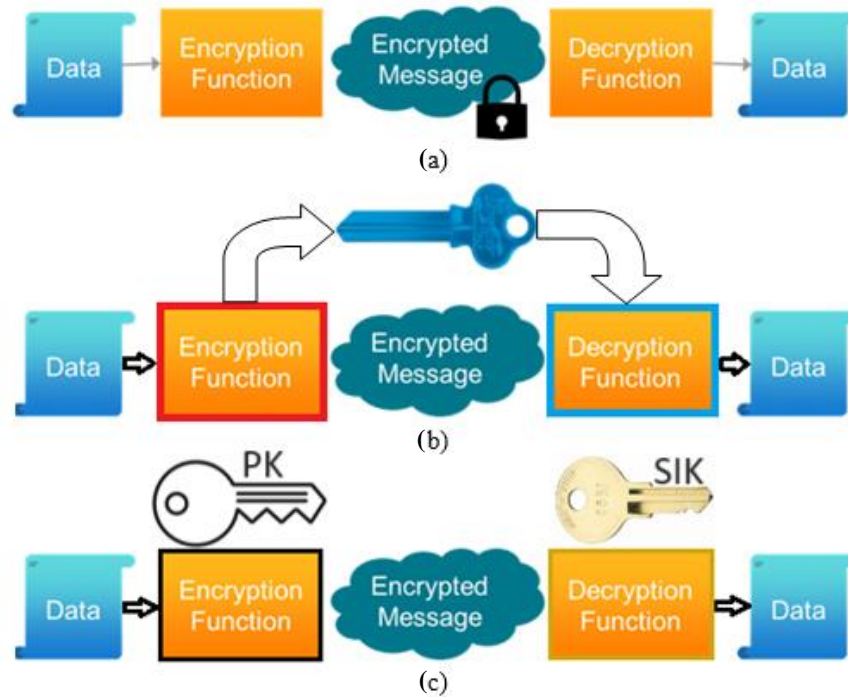 Data
Encryption
Function
Encrypted
Message
Decryption
Function
Data
(a)
Data
Encryption
Function
Encrypted
Message
Decryption
Function
Data
(b)
PK
SIK
Data
Encryption
Function
Encrypted
Message
Decryption
Function
Data
(c)